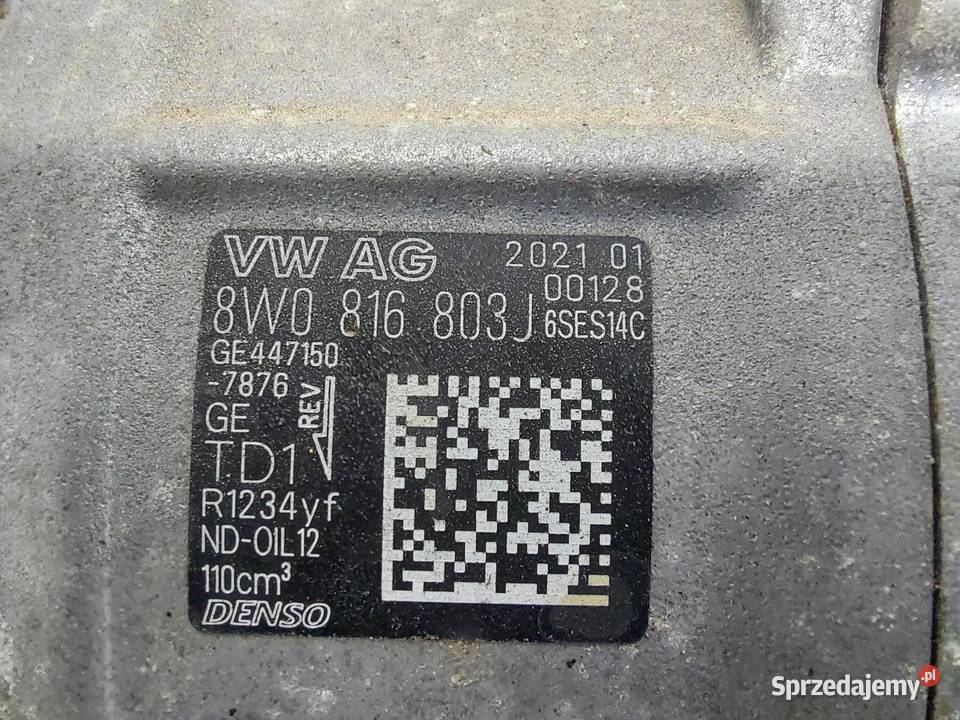 VW AG 2021 01
00128
8W0 816 803J 6SES14C
GE447150
-7876
REV
GE
TD1
R1234yf
ND-OIL12
110cm³
DENSO
Sprzedajemy.pl